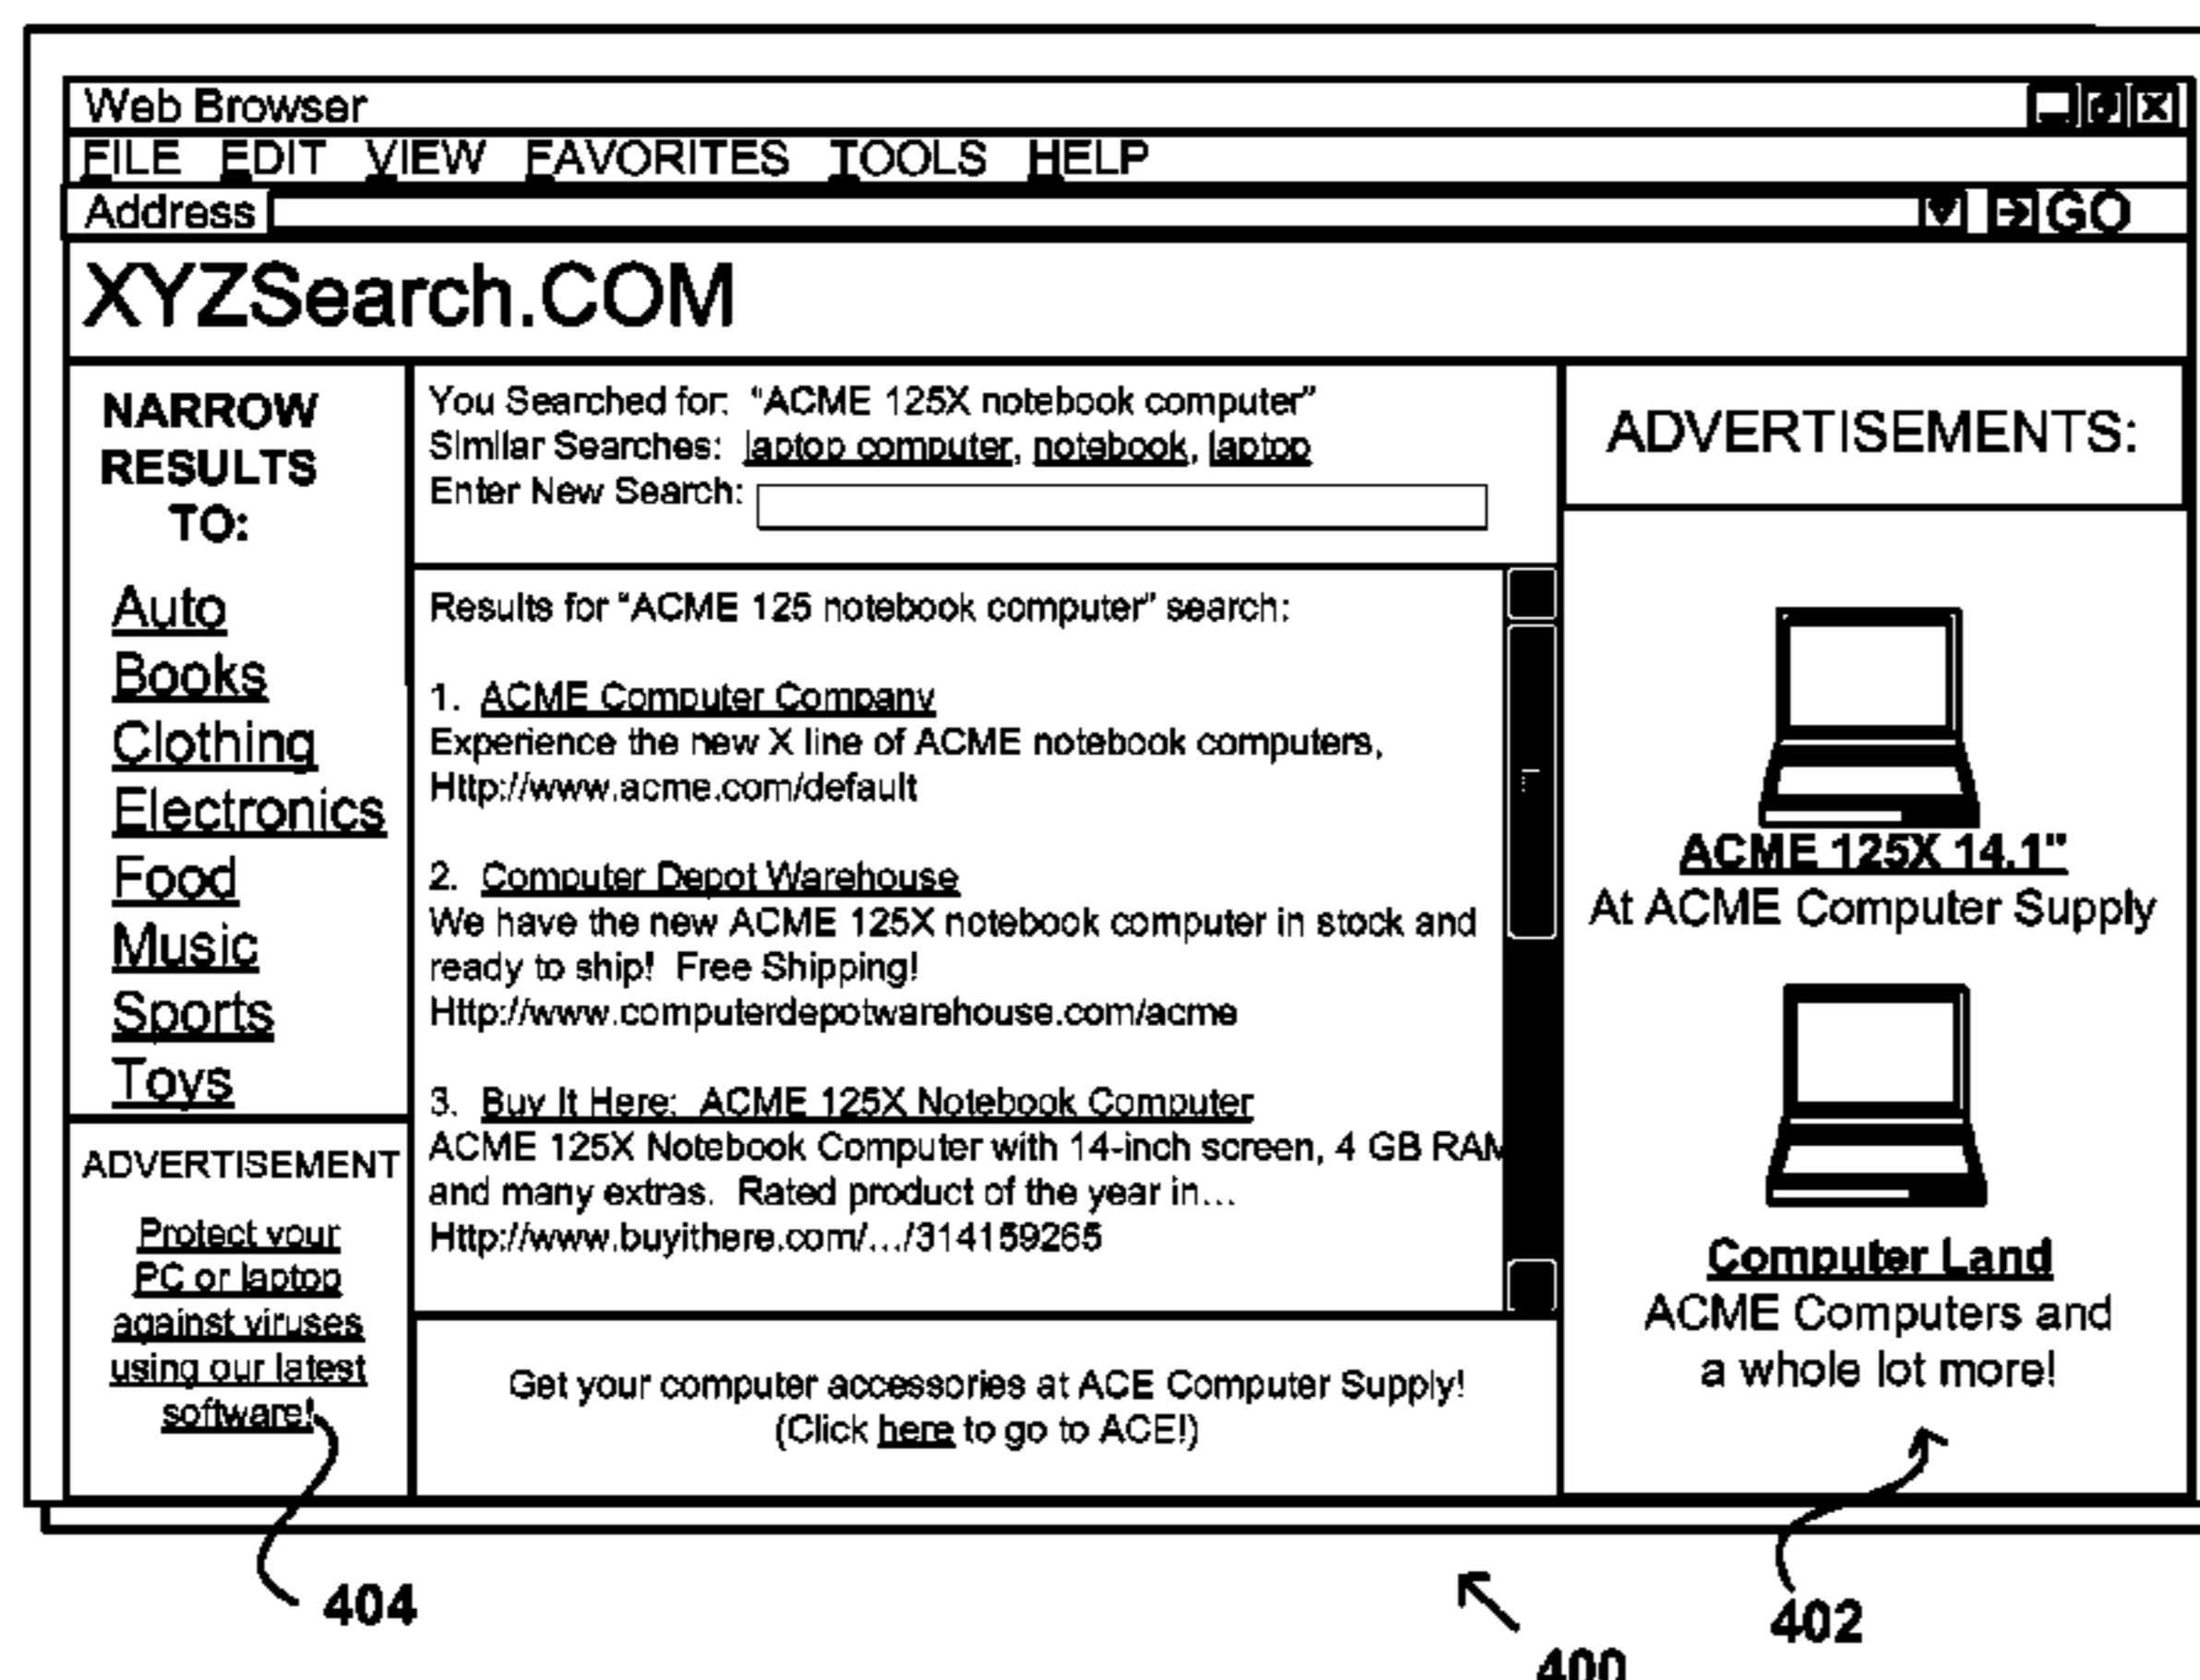 Web Browser
FILE EDIT VIEW FAVORITES TOOLS HELP
Address GO
XYZSearch.COM
NARROW
RESULTS
TO:
Auto
Books
Clothing
Electronics
Food
Music
Sports
Toys
ADVERTISEMENT
Protect your
PC or laptop
against viruses
using our latest
software!
You Searched for: "ACME 125X notebook computer"
Similar Searches: laptop computer, notebook, laptop
Enter New Search:
Results for "ACME 125 notebook computer" search:
1. ACME Computer Company
Experience the new X line of ACME notebook computers,
Http://www.acme.com/default
2. Computer Depot Warehouse
We have the new ACME 125X notebook computer in stock and
ready to ship! Free Shipping!
Http://www.computerdepotwarehouse.com/acme
3. Buy It Here: ACME 125X Notebook Computer
ACME 125X Notebook Computer with 14-inch screen, 4 GB RAM
and many extras. Rated product of the year in...
Http://www.buyithere.com/.../314159265
Get your computer accessories at ACE Computer Supply!
(Click here to go to ACE!)
ADVERTISEMENTS:
ACME 125X 14.1"
At ACME Computer Supply
Computer Land
ACME Computers and
a whole lot more!
404
402
400